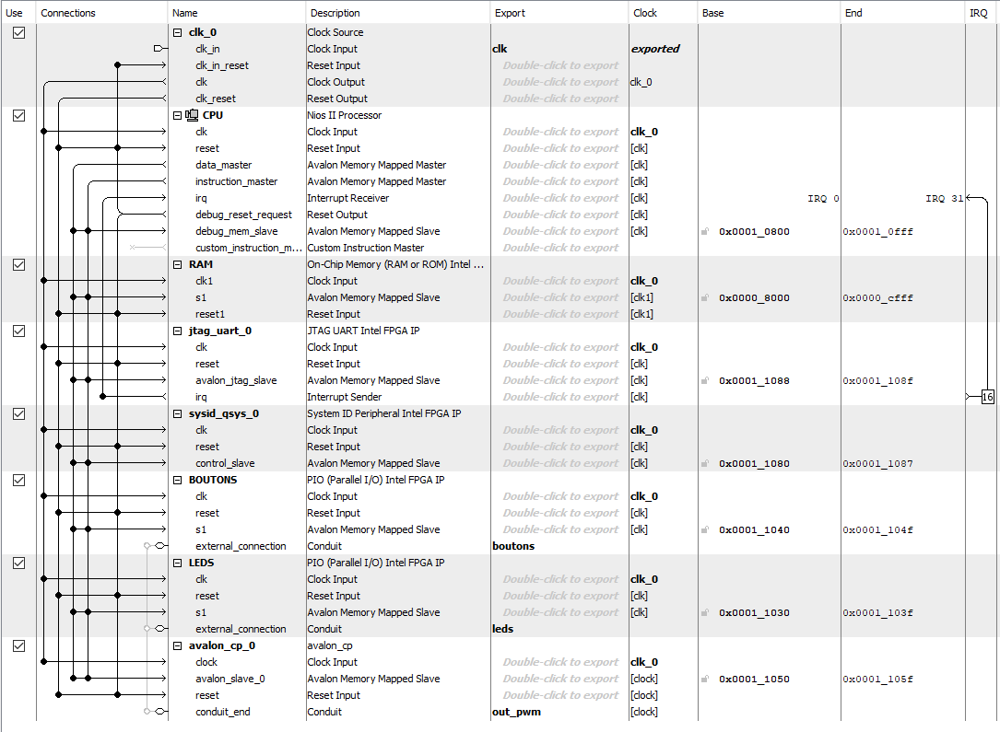 Use Connections Name Description Export Clock Base End IRQ
clk_0 Clock Source
clk_in Clock Input clk exported
clk_in_reset Reset Input Double-click to export
clk Clock Output Double-click to export clk_0
clk_reset Reset Output Double-click to export
CPU Nios II Processor
clk Clock Input Double-click to export clk_0
reset Reset Input Double-click to export [clk]
data_master Avalon Memory Mapped Master Double-click to export [clk]
instruction_master Avalon Memory Mapped Master Double-click to export [clk]
irq Interrupt Receiver Double-click to export [clk] IRQ 0 IRQ 31
debug_reset_request Reset Output Double-click to export [clk]
debug_mem_slave Avalon Memory Mapped Slave Double-click to export [clk] 0x0001_0800 0x0001_0fff
custom_instruction_m... Custom Instruction Master Double-click to export
RAM On-Chip Memory (RAM or ROM) Intel ...
clk1 Clock Input Double-click to export clk_0
s1 Avalon Memory Mapped Slave Double-click to export [clk1] 0x0000_8000 0x0000_cfff
reset1 Reset Input Double-click to export [clk1]
jtag_uart_0 JTAG UART Intel FPGA IP
clk Clock Input Double-click to export clk_0
reset Reset Input Double-click to export [clk]
avalon_jtag_slave Avalon Memory Mapped Slave Double-click to export [clk] 0x0001_1088 0x0001_108f
irq Interrupt Sender Double-click to export [clk] 16
sysid_qsys_0 System ID Peripheral Intel FPGA IP
clk Clock Input Double-click to export clk_0
reset Reset Input Double-click to export [clk]
control_slave Avalon Memory Mapped Slave Double-click to export [clk] 0x0001_1080 0x0001_1087
BOUTONS PIO (Parallel I/O) Intel FPGA IP
clk Clock Input Double-click to export clk_0
reset Reset Input Double-click to export [clk]
s1 Avalon Memory Mapped Slave Double-click to export [clk] 0x0001_1040 0x0001_104f
external_connection Conduit boutons
LEDS PIO (Parallel I/O) Intel FPGA IP
clk Clock Input Double-click to export clk_0
reset Reset Input Double-click to export [clk]
s1 Avalon Memory Mapped Slave Double-click to export [clk] 0x0001_1030 0x0001_103f
external_connection Conduit leds
avalon_cp_0 avalon_cp
clock Clock Input Double-click to export clk_0
avalon_slave_0 Avalon Memory Mapped Slave Double-click to export [clock] 0x0001_1050 0x0001_105f
reset Reset Input Double-click to export [clock]
conduit_end Conduit out_pwm [clock]